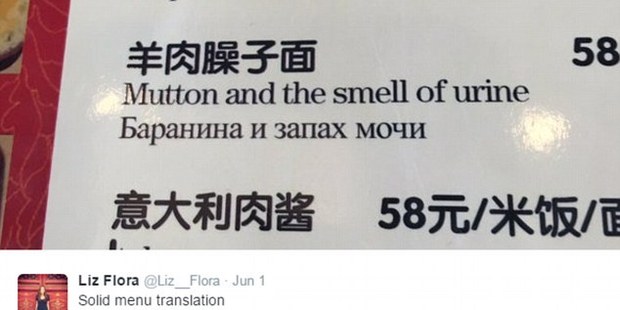 羊肉臊子面 58
Mutton and the smell of urine
Баранина и запах мочи
意大利肉酱 58元/米饭/面
Liz Flora @Liz__Flora · Jun 1
Solid menu translation